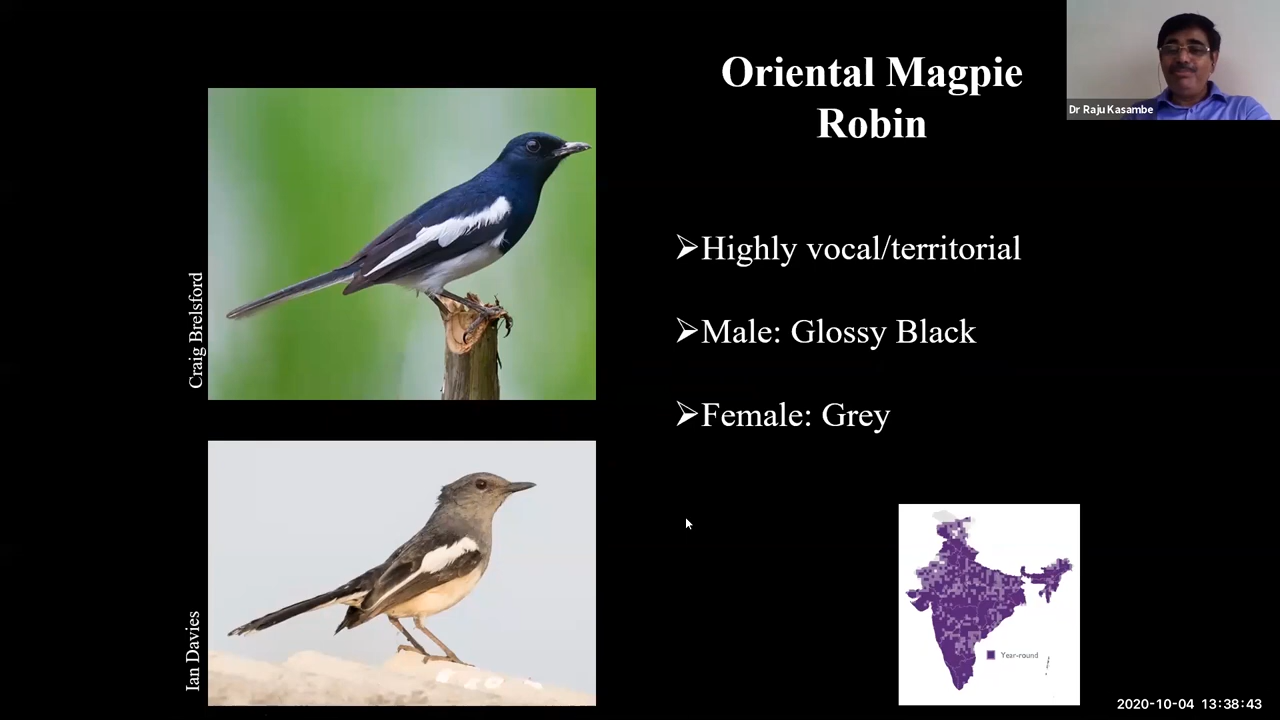 Oriental Magpie
Robin
Dr Raju Kasambe
Craig Brelsford
➢Highly vocal/territorial
➢Male: Glossy Black
➢Female: Grey
Ian Davies
Year-round
2020-10-04 13:38:43